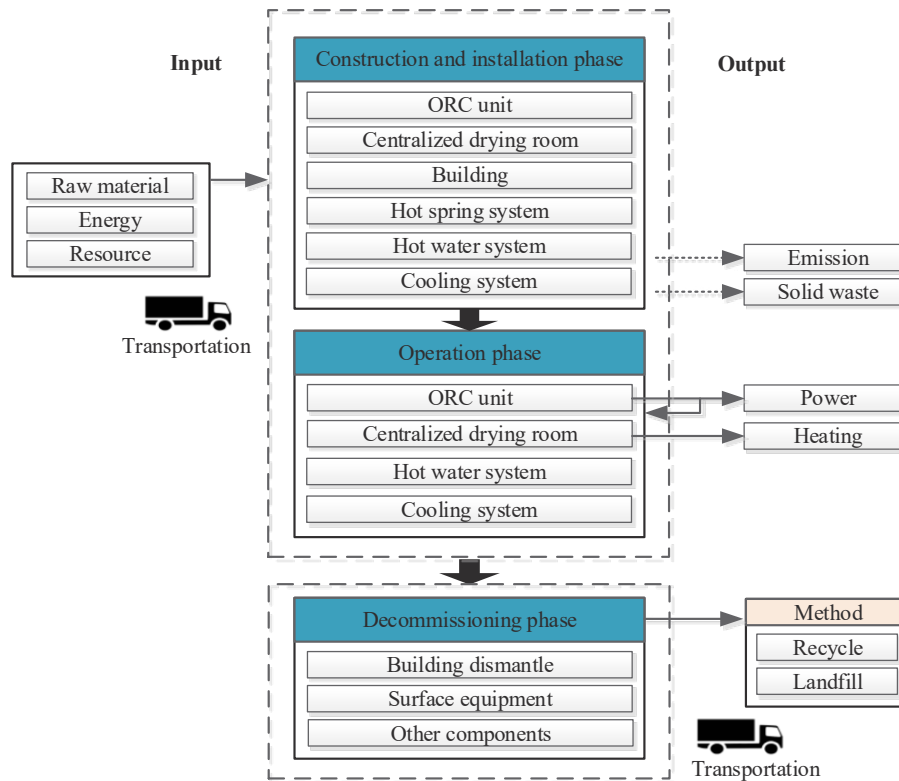 Input
Output
Construction and installation phase
ORC unit
Centralized drying room
Building
Hot spring system
Hot water system
Cooling system
Raw material
Energy
Resource
Transportation
Emission
Solid waste
Operation phase
ORC unit
Centralized drying room
Hot water system
Cooling system
Power
Heating
Decommissioning phase
Building dismantle
Surface equipment
Other components
Method
Recycle
Landfill
Transportation